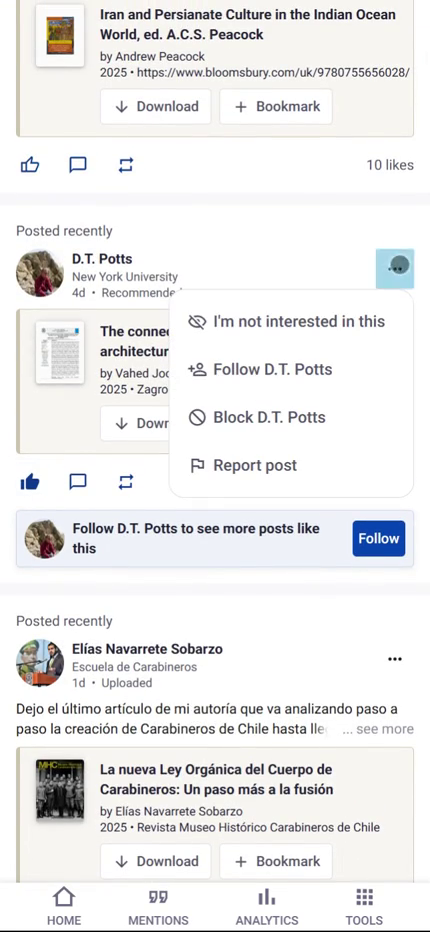 Iran and Persianate Culture in the Indian Ocean
World, ed. A.C.S. Peacock
by Andrew Peacock
2025 • https://www.bloomsbury.com/uk/9780755656028/
Download
Bookmark
10 likes
Posted recently
D.T. Potts
New York University
4d • Recommende
I'm not interested in this
Follow D.T. Potts
Block D.T. Potts
Report post
The connec
architectur
by Vahed Joc
2025 • Zagro
Down
Follow D.T. Potts to see more posts like
this
Follow
Posted recently
Elías Navarrete Sobarzo
Escuela de Carabineros
1d • Uploaded
Dejo el último artículo de mi autoría que va analizando paso a
paso la creación de Carabineros de Chile hasta lle ... see more
MHC
La nueva Ley Orgánica del Cuerpo de
Carabineros: Un paso más a la fusión
by Elías Navarrete Sobarzo
2025 • Revista Museo Histórico Carabineros de Chile
Download
Bookmark
HOME
MENTIONS
ANALYTICS
TOOLS